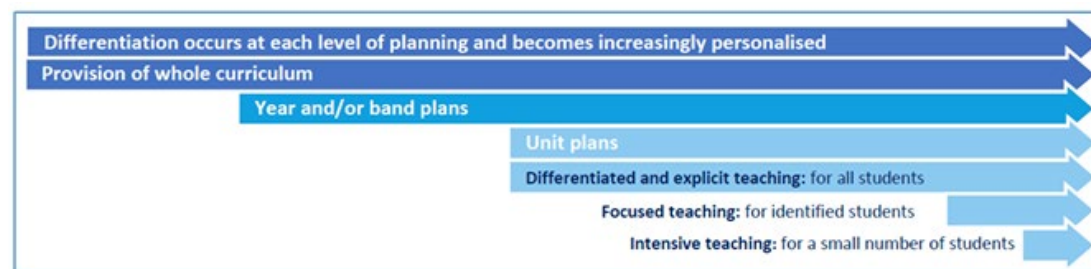 Differentiation occurs at each level of planning and becomes increasingly personalised
Provision of whole curriculum
Year and/or band plans
Unit plans
Differentiated and explicit teaching: for all students
Focused teaching: for identified students
Intensive teaching: for a small number of students